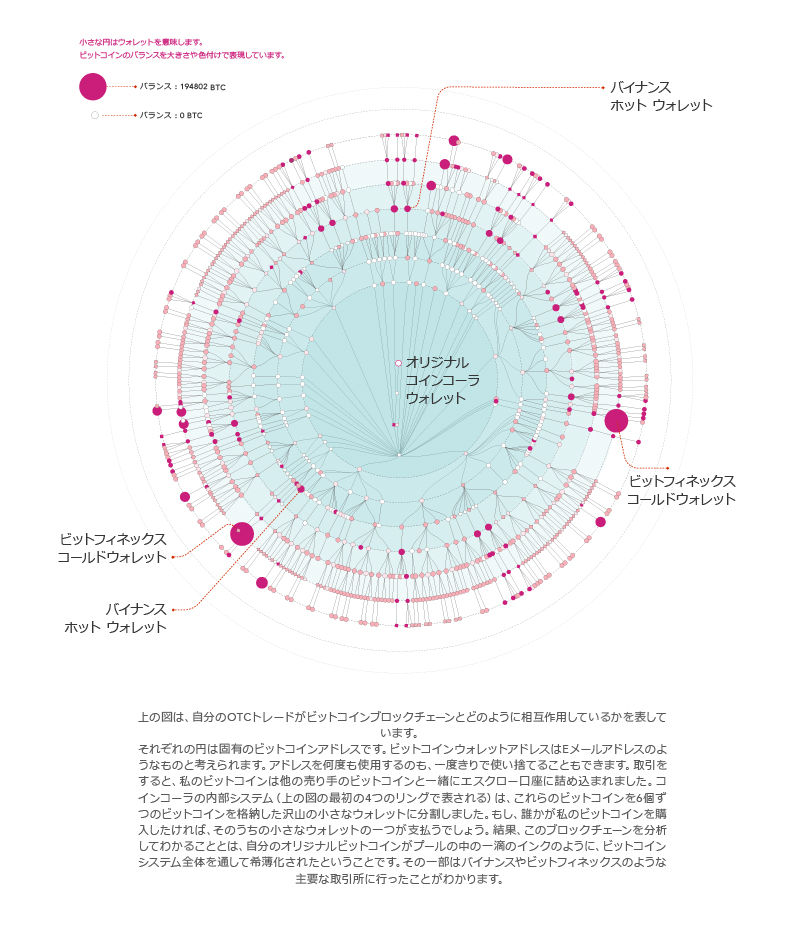 小さな円はウォレットを意味します。
ビットコインのバランスを大きさや色付けで表現しています。
バランス：194802 BTC
バランス：0 BTC
バイナンス
ホット ウォレット
オリジナル
コインコーラ
ウォレット
ビットフィネックス
コールドウォレット
ビットフィネックス
コールドウォレット
バイナンス
ホット ウォレット
上の図は、自分のOTCトレードがビットコインブロックチェーンとどのように相互作用しているかを表して
います。
それぞれの円は固有のビットコインアドレスです。ビットコインウォレットアドレスはEメールアドレスのよ
うなものと考えられます。アドレスを何度も使用するのも、一度きりで使い捨てることもできます。取引を
すると、私のビットコインは他の売り手のビットコインと一緒にエスクロー口座に詰め込まれました。コ
インコーラの内部システム（上の図の最初の4つのリングで表される）は、これらのビットコインを6個ず
つのビットコインを格納した沢山の小さなウォレットに分割しました。もし、誰かが私のビットコインを購
入したければ、そのうちの小さなウォレットの一つが支払うでしょう。結果、このブロックチェーンを分析
してわかることとは、自分のオリジナルビットコインがプールの中の一滴のインクのように、ビットコイン
システム全体を通して希薄化されたということです。その一部はバイナンスやビットフィネックスのような
主要な取引所に行ったことがわかります。